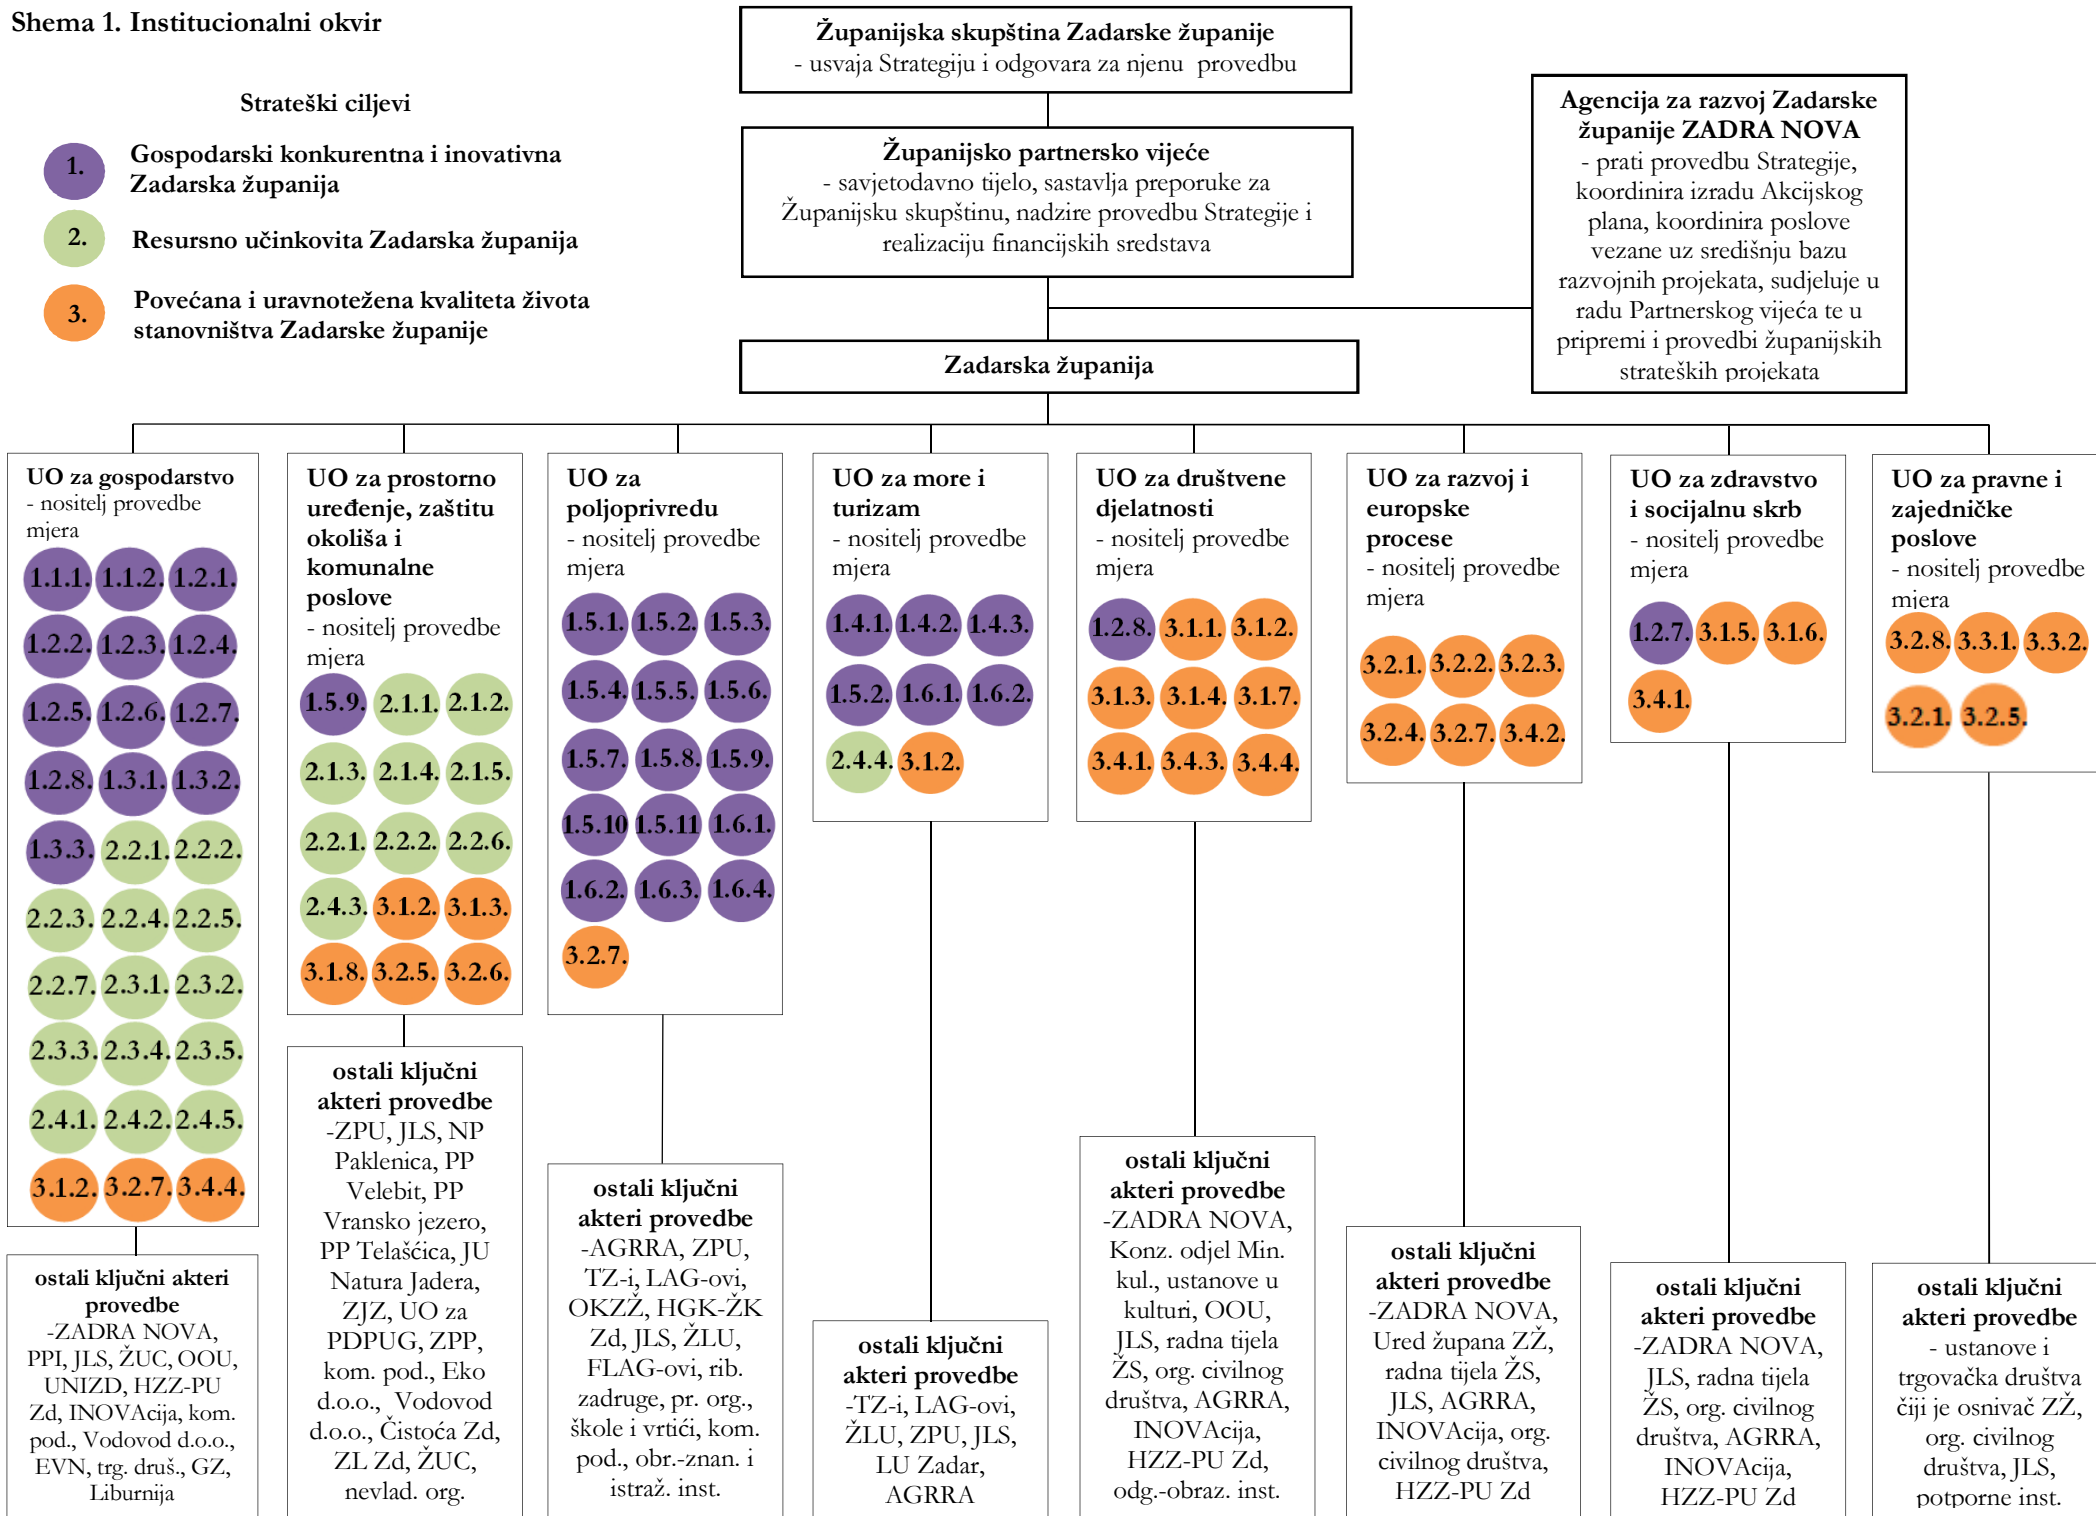 Shema 1. Institucionalni okvir
Strateški ciljevi
1.
Gospodarski konkurentna i inovativna
Zadarska županija
2.
Resursno učinkovita Zadarska županija
3.
Povećana i uravnotežena kvaliteta života
stanovništva Zadarske županije
Županijska skupština Zadarske županije
- usvaja Strategiju i odgovara za njenu provedbu
Županijsko partnersko vijeće
- savjetodavno tijelo, sastavlja preporuke za
Županijsku skupštinu, nadzire provedbu Strategije i
realizaciju financijskih sredstava
Agencija za razvoj Zadarske
županije ZADRA NOVA
- prati provedbu Strategije,
koordinira izradu Akcijskog
plana, koordinira poslove
vezane uz središnju bazu
razvojnih projekata, sudjeluje u
radu Partnerskog vijeća te u
pripremi i provedbi županijskih
strateških projekata
Zadarska županija
UO za gospodarstvo
- nositelj provedbe
mjera
1.1.1. 1.1.2. 1.2.1.
1.2.2. 1.2.3. 1.2.4.
1.2.5. 1.2.6. 1.2.7.
1.2.8. 1.3.1. 1.3.2.
1.3.3. 2.2.1. 2.2.2.
2.2.3. 2.2.4. 2.2.5.
2.2.7. 2.3.1. 2.3.2.
2.3.3. 2.3.4. 2.3.5.
2.4.1. 2.4.2. 2.4.5.
3.1.2. 3.2.7. 3.4.4.
ostali ključni akteri
provedbe
-ZADRA NOVA,
PPI, JLS, ŽUC, OOU,
UNIZD, HZZ-PU
Zd, INOVAcija, kom.
pod., Vodovod d.o.o.,
EVN, trg. druš., GZ,
Liburnija
UO za prostorno
uređenje, zaštitu
okoliša i
komunalne
poslove
- nositelj provedbe
mjera
1.5.9. 2.1.1. 2.1.2.
2.1.3. 2.1.4. 2.1.5.
2.2.1. 2.2.2. 2.2.6.
2.4.3. 3.1.2. 3.1.3.
3.1.8. 3.2.5. 3.2.6.
ostali ključni
akteri provedbe
-ZPU, JLS, NP
Paklenica, PP
Velebit, PP
Vransko jezero,
PP Telašćica, JU
Natura Jadera,
ZJZ, UO za
PDPUG, ZPP,
kom. pod., Eko
d.o.o., Vodovod
d.o.o., Čistoća Zd,
ZL Zd, ŽUC,
nevlad. org.
UO za
poljoprivredu
- nositelj provedbe
mjera
1.5.1. 1.5.2. 1.5.3.
1.5.4. 1.5.5. 1.5.6.
1.5.7. 1.5.8. 1.5.9.
1.5.10 1.5.11 1.6.1.
1.6.2. 1.6.3. 1.6.4.
3.2.7.
ostali ključni
akteri provedbe
-AGRRA, ZPU,
TZ-i, LAG-ovi,
OKZŽ, HGK-ŽK
Zd, JLS, ŽLU,
FLAG-ovi, rib.
zadruge, pr. org.,
škole i vrtići, kom.
pod., obr.-znan. i
istraž. inst.
UO za more i
turizam
- nositelj provedbe
mjera
1.4.1. 1.4.2. 1.4.3.
1.5.2. 1.6.1. 1.6.2.
2.4.4. 3.1.2.
ostali ključni
akteri provedbe
-TZ-i, LAG-ovi,
ŽLU, ZPU, JLS,
LU Zadar,
AGRRA
UO za društvene
djelatnosti
- nositelj provedbe
mjera
1.2.8. 3.1.1. 3.1.2.
3.1.3. 3.1.4. 3.1.7.
3.4.1. 3.4.3. 3.4.4.
ostali ključni
akteri provedbe
-ZADRA NOVA,
Konz. odjel Min.
kul., ustanove u
kulturi, OOU,
JLS, radna tijela
ŽS, org. civilnog
društva, AGRRA,
INOVAcija,
HZZ-PU Zd,
odg.-obraz. inst.
UO za razvoj i
europske
procese
- nositelj provedbe
mjera
3.2.1. 3.2.2. 3.2.3.
3.2.4. 3.2.7. 3.4.2.
ostali ključni
akteri provedbe
-ZADRA NOVA,
Ured župana ZŽ,
radna tijela ŽS,
JLS, AGRRA,
INOVAcija, org.
civilnog društva,
HZZ-PU Zd
UO za zdravstvo
i socijalnu skrb
- nositelj provedbe
mjera
1.2.7. 3.1.5. 3.1.6.
3.4.1.
ostali ključni
akteri provedbe
-ZADRA NOVA,
JLS, radna tijela
ŽS, org. civilnog
društva, AGRRA,
INOVAcija,
HZZ-PU Zd
UO za pravne i
zajedničke
poslove
- nositelj provedbe
mjera
3.2.8. 3.3.1. 3.3.2.
3.2.1. 3.2.5.
ostali ključni
akteri provedbe
- ustanove i
trgovačka društva
čiji je osnivač ZŽ,
org. civilnog
društva, JLS,
potporne inst.